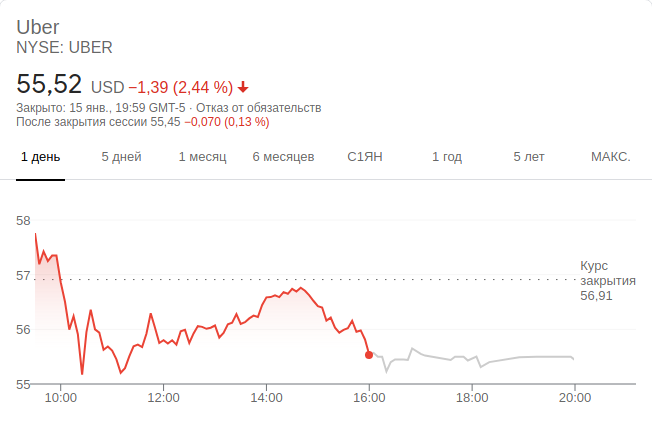 Uber
NYSE: UBER
55,52 USD −1,39 (2,44 %)
Закрыто: 15 янв., 19:59 GMT-5 · Отказ от обязательств
После закрытия сессии 55,45 −0,070 (0,13 %)
1 день 5 дней 1 месяц 6 месяцев С1ЯН 1 год 5 лет МАКС.
58
57
56
55
Курс
закрытия
56,91
10:00 12:00 14:00 16:00 18:00 20:00